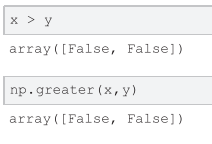 x > y
array([False, False])
np.greater(x,y)
array([False, False])